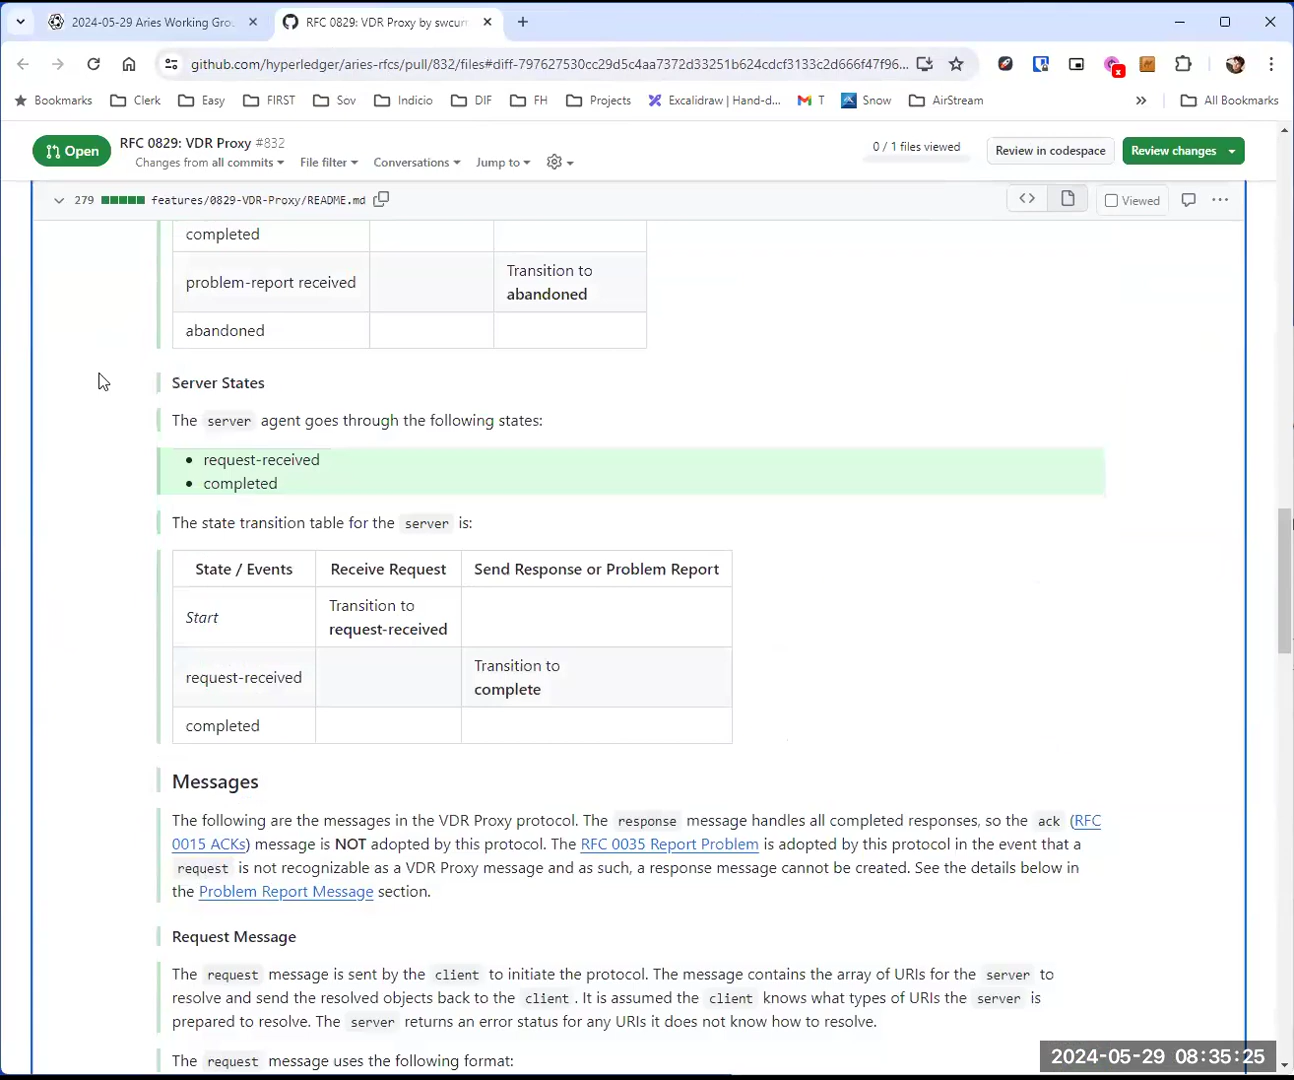 2024-05-29 Aries Working Gro
RFC 0829: VDR Proxy by swcur
github.com/hyperledger/aries-rfcs/pull/832/files#diff-797627530cc29d5c4aa7372d33251b624cdcf3133c2d666f47f96...
Bookmarks Clerk Easy FIRST Sov Indicio DIF FH Projects Excalidraw | Hand-d... T Snow AirStream » All Bookmarks
Open
RFC 0829: VDR Proxy #832
Changes from all commits File filter Conversations Jump to
0 / 1 files viewed
Review in codespace
Review changes
279 features/0829-VDR-Proxy/README.md
Viewed
completed
problem-report received
Transition to
abandoned
abandoned
Server States
The server agent goes through the following states:
• request-received
• completed
The state transition table for the server is:
State / Events Receive Request Send Response or Problem Report
Start
Transition to
request-received
request-received
Transition to
complete
completed
Messages
The following are the messages in the VDR Proxy protocol. The response message handles all completed responses, so the ack (RFC
0015 ACKs) message is NOT adopted by this protocol. The RFC 0035 Report Problem is adopted by this protocol in the event that a
request is not recognizable as a VDR Proxy message and as such, a response message cannot be created. See the details below in
the Problem Report Message section.
Request Message
The request message is sent by the client to initiate the protocol. The message contains the array of URIs for the server to
resolve and send the resolved objects back to the client. It is assumed the client knows what types of URIs the server is
prepared to resolve. The server returns an error status for any URIs it does not know how to resolve.
The request message uses the following format:
2024-05-29 08:35:25